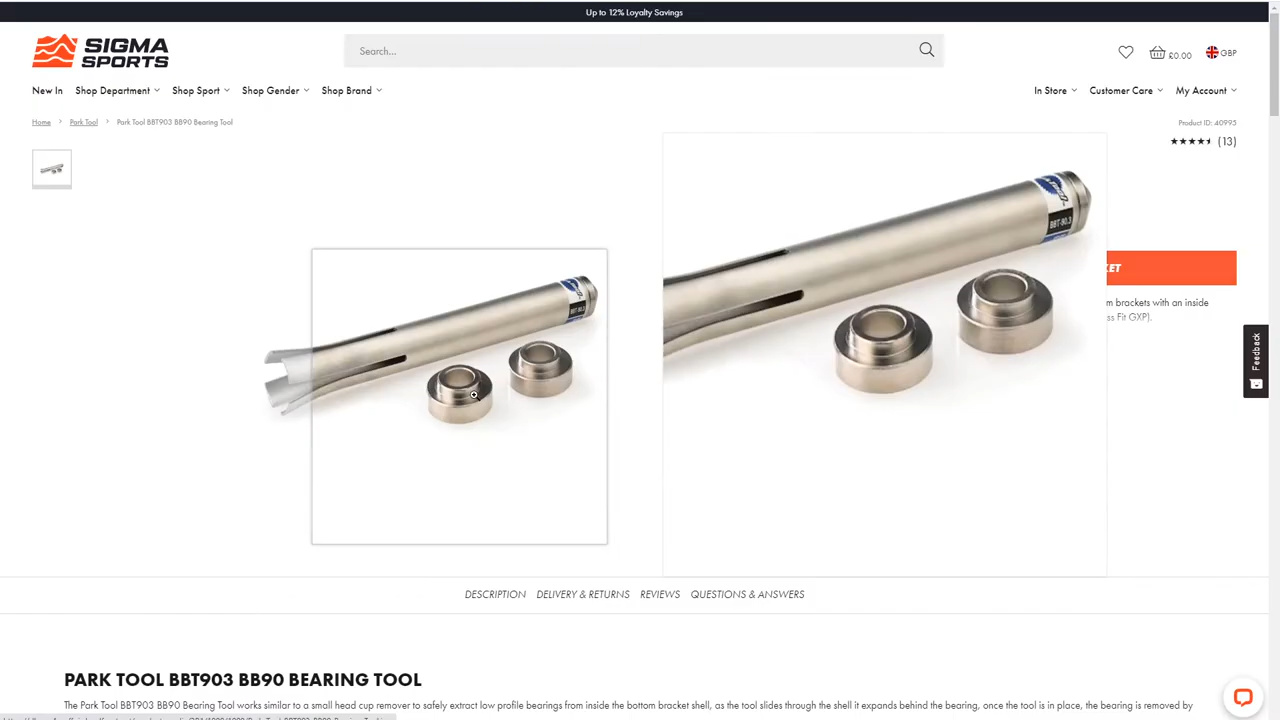 Up to 12% Loyalty Savings
SIGMA
SPORTS
Search...
£0.00
GBP
New In
Shop Department
Shop Sport
Shop Gender
Shop Brand
In Store
Customer Care
My Account
Home
Park Tool
Park Tool BBT903 BB90 Bearing Tool
Product ID: 40995
(13)
BBT-90.3
KET
m brackets with an inside
ss Fit GXP).
Feedback
DESCRIPTION
DELIVERY & RETURNS
REVIEWS
QUESTIONS & ANSWERS
PARK TOOL BBT903 BB90 BEARING TOOL
The Park Tool BBT903 BB90 Bearing Tool works similar to a small head cup remover to safely extract low profile bearings from inside the bottom bracket shell, as the tool slides through the shell it expands behind the bearing, once the tool is in place, the bearing is removed by